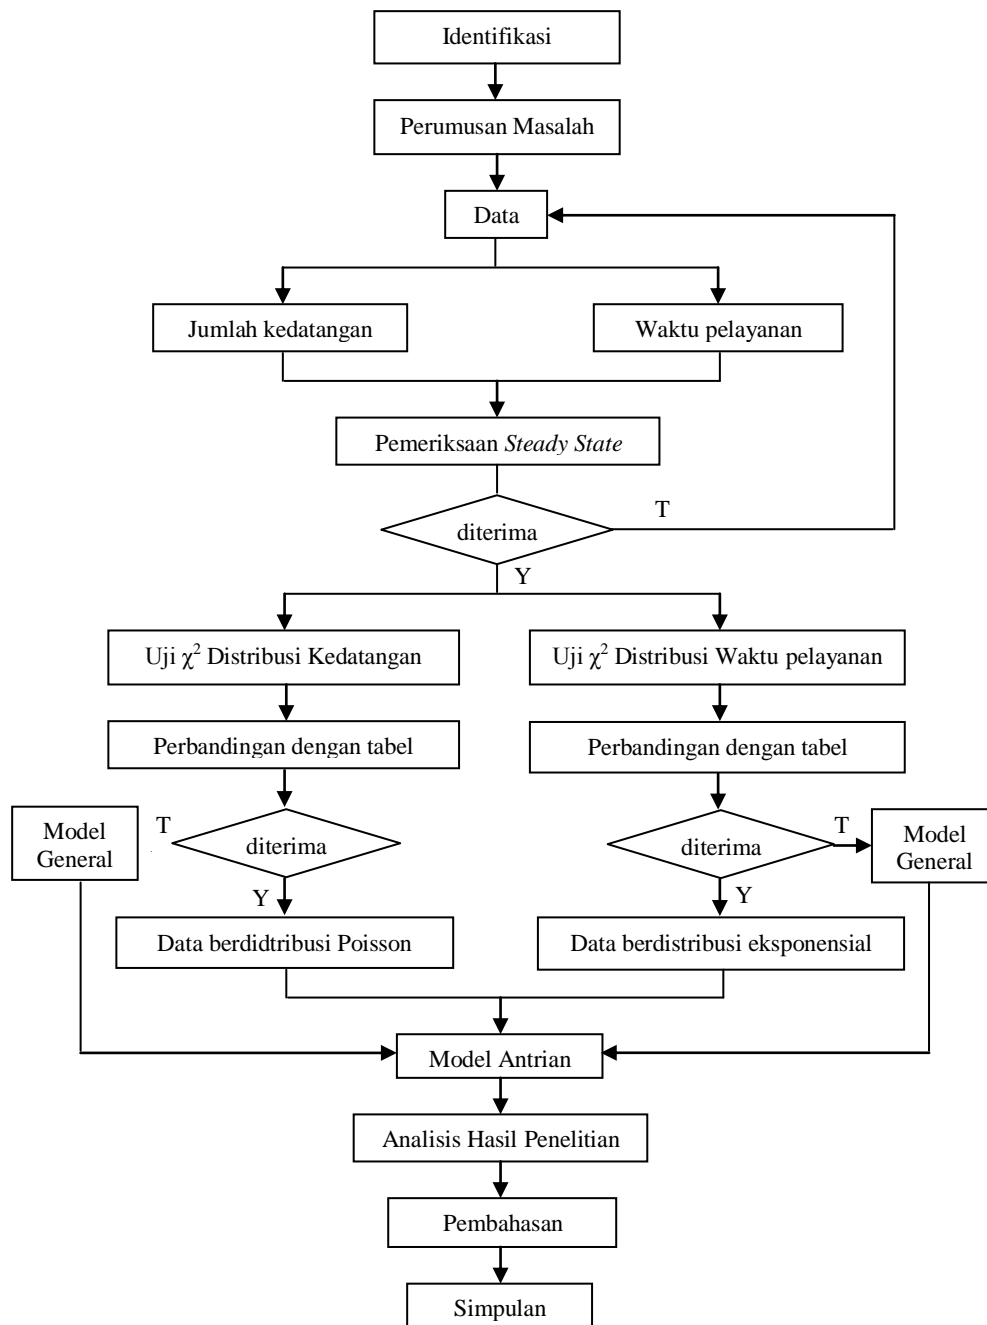 Identifikasi
Perumusan Masalah
Data
Jumlah kedatangan
Waktu pelayanan
Pemeriksaan Steady State
diterima
T
Y
Uji χ² Distribusi Kedatangan
Uji χ² Distribusi Waktu pelayanan
Perbandingan dengan tabel
Perbandingan dengan tabel
Model
General
T
diterima
diterima
T
Model
General
Y
Y
Data berdidtribusi Poisson
Data berdistribusi eksponensial
Model Antrian
Analisis Hasil Penelitian
Pembahasan
Simpulan